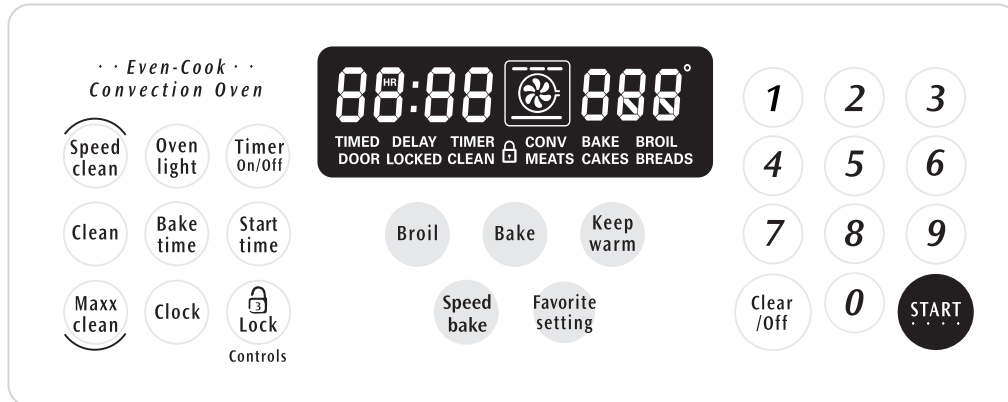 · · Even-Cook · ·
Convection Oven
Speed
clean
Oven
light
Timer
On/Off
Clean
Bake
time
Start
time
Maxx
clean
Clock
3
Lock
Controls
88:88 888°
HR
TIMED DELAY TIMER CONV BAKE BROIL
DOOR LOCKED CLEAN MEATS CAKES BREADS
Broil
Bake
Keep
warm
Speed
bake
Favorite
setting
1 2 3
4 5 6
7 8 9
Clear
/Off
0
START